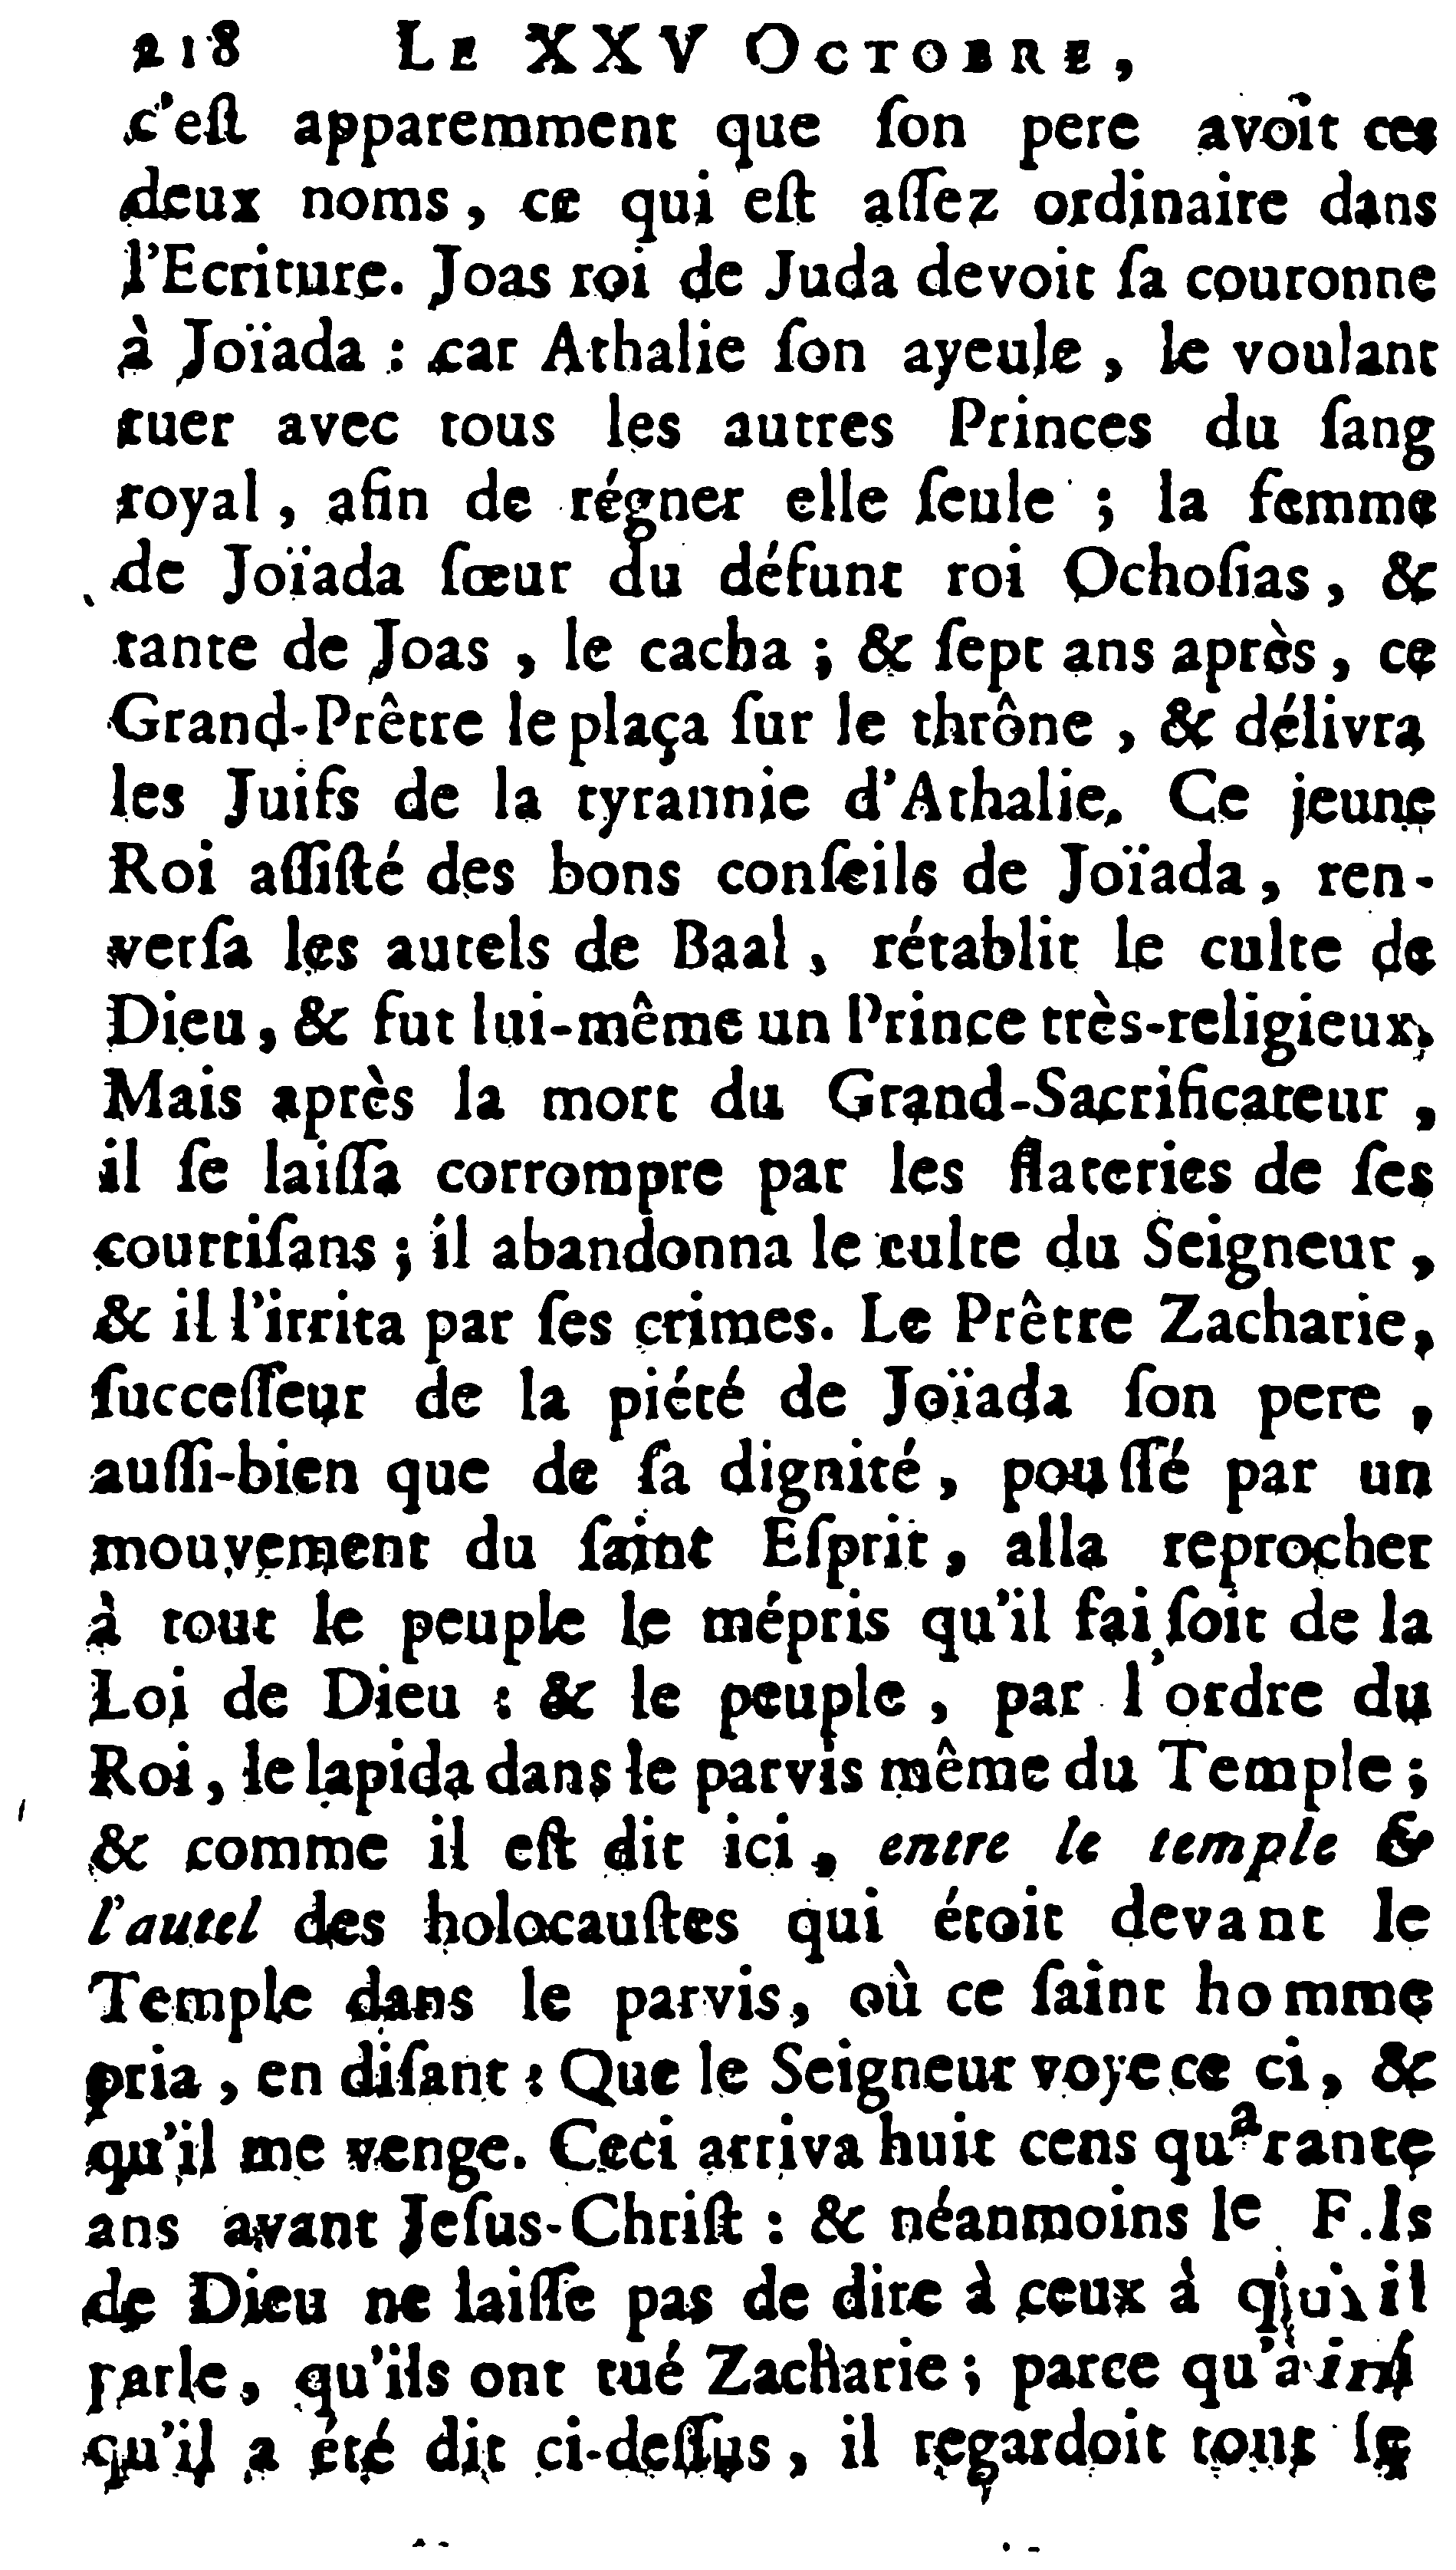 218 LE XXV OCTOBRE,
c'eſt apparemment que ſon pere avoit ces
deux noms, ce qui eſt aſſez ordinaire dans
l'Ecriture. Joas roi de Juda devoit ſa couronne
à Joïada : car Athalie ſon ayeule, le voulant
tuer avec tous les autres Princes du ſang
royal, afin de régner elle ſeule ; la femme
de Joïada ſœur du défunt roi Ochoſias, &
tante de Joas, le cacha ; & ſept ans après, ce
Grand-Prêtre le plaça ſur le thrône, & délivra
les Juifs de la tyrannie d'Athalie. Ce jeune
Roi aſſiſté des bons conſeils de Joïada, ren-
verſa les autels de Baal, rétablit le culte de
Dieu, & fut lui-même un Prince très-religieux.
Mais après la mort du Grand-Sacrificateur,
il ſe laiſſa corrompre par les flateries de ſes
courtiſans ; il abandonna le culte du Seigneur,
& il l'irrita par ſes crimes. Le Prêtre Zacharie,
ſucceſſeur de la piété de Joïada ſon pere,
auſſi-bien que de ſa dignité, pouſſé par un
mouvement du ſaint Eſprit, alla reprocher
à tout le peuple le mépris qu'il faiſoit de la
Loi de Dieu : & le peuple, par l'ordre du
Roi, le lapida dans le parvis même du Temple ;
& comme il eſt dit ici, entre le temple &
l'autel des holocauſtes qui étoit devant le
Temple dans le parvis, où ce ſaint homme
pria, en diſant : Que le Seigneur voye ce ci, &
qu'il me venge. Ceci arriva huit cens quarante
ans avant Jeſus-Chriſt : & néanmoins le F.ls
de Dieu ne laiſſe pas de dire à ceux à qui il
parle, qu'ils ont tué Zacharie ; parce qu'ainſi
qu'il a été dit ci-deſſus, il regardoit tout le